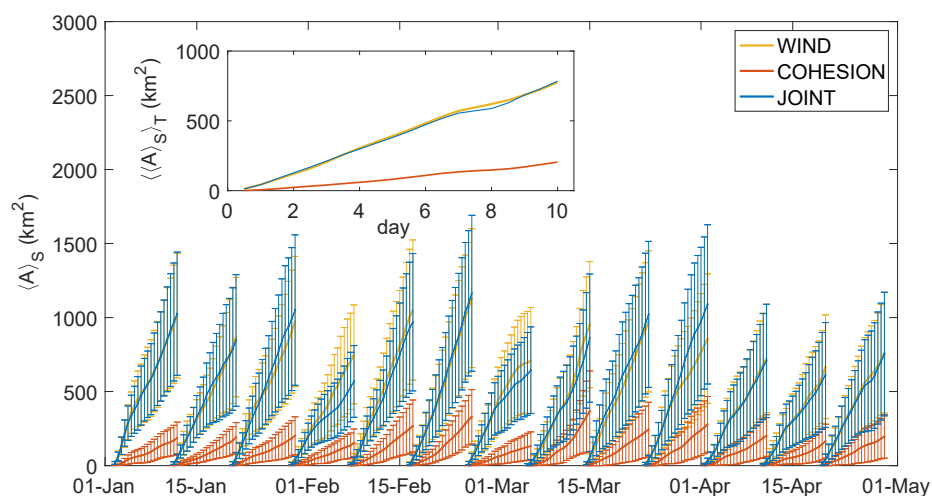 3000
2500
2000
1500
1000
500
0
⟨A⟩S (km2)
01-Jan 15-Jan 01-Feb 15-Feb 01-Mar 15-Mar 01-Apr 15-Apr 01-May
WIND
COHESION
JOINT
1000
500
0
⟨⟨A⟩S⟩T (km2)
0 2 4 6 8 10
day